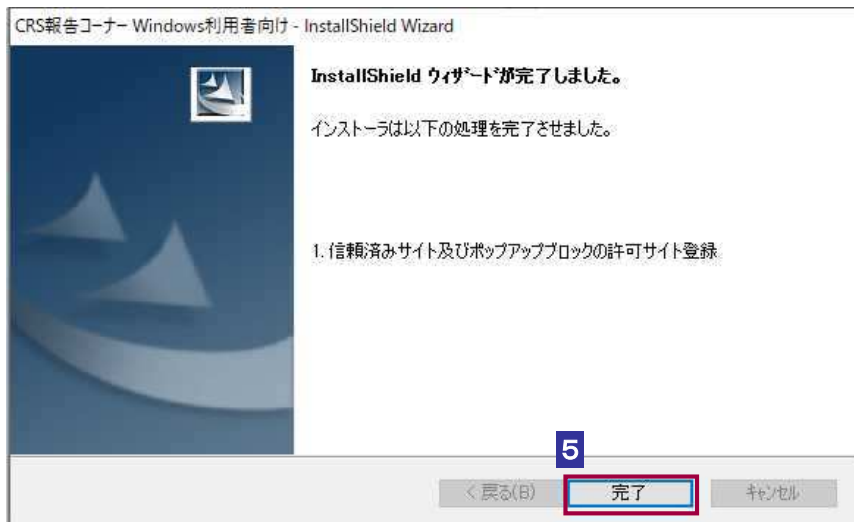 CRS報告コーナー Windows利用者向け - InstallShield Wizard
InstallShield ウィザードが完了しました。
インストーラは以下の処理を完了させました。
1. 信頼済みサイト及びポップアップブロックの許可サイト登録
5
< 戻る(B)
完了
キャンセル